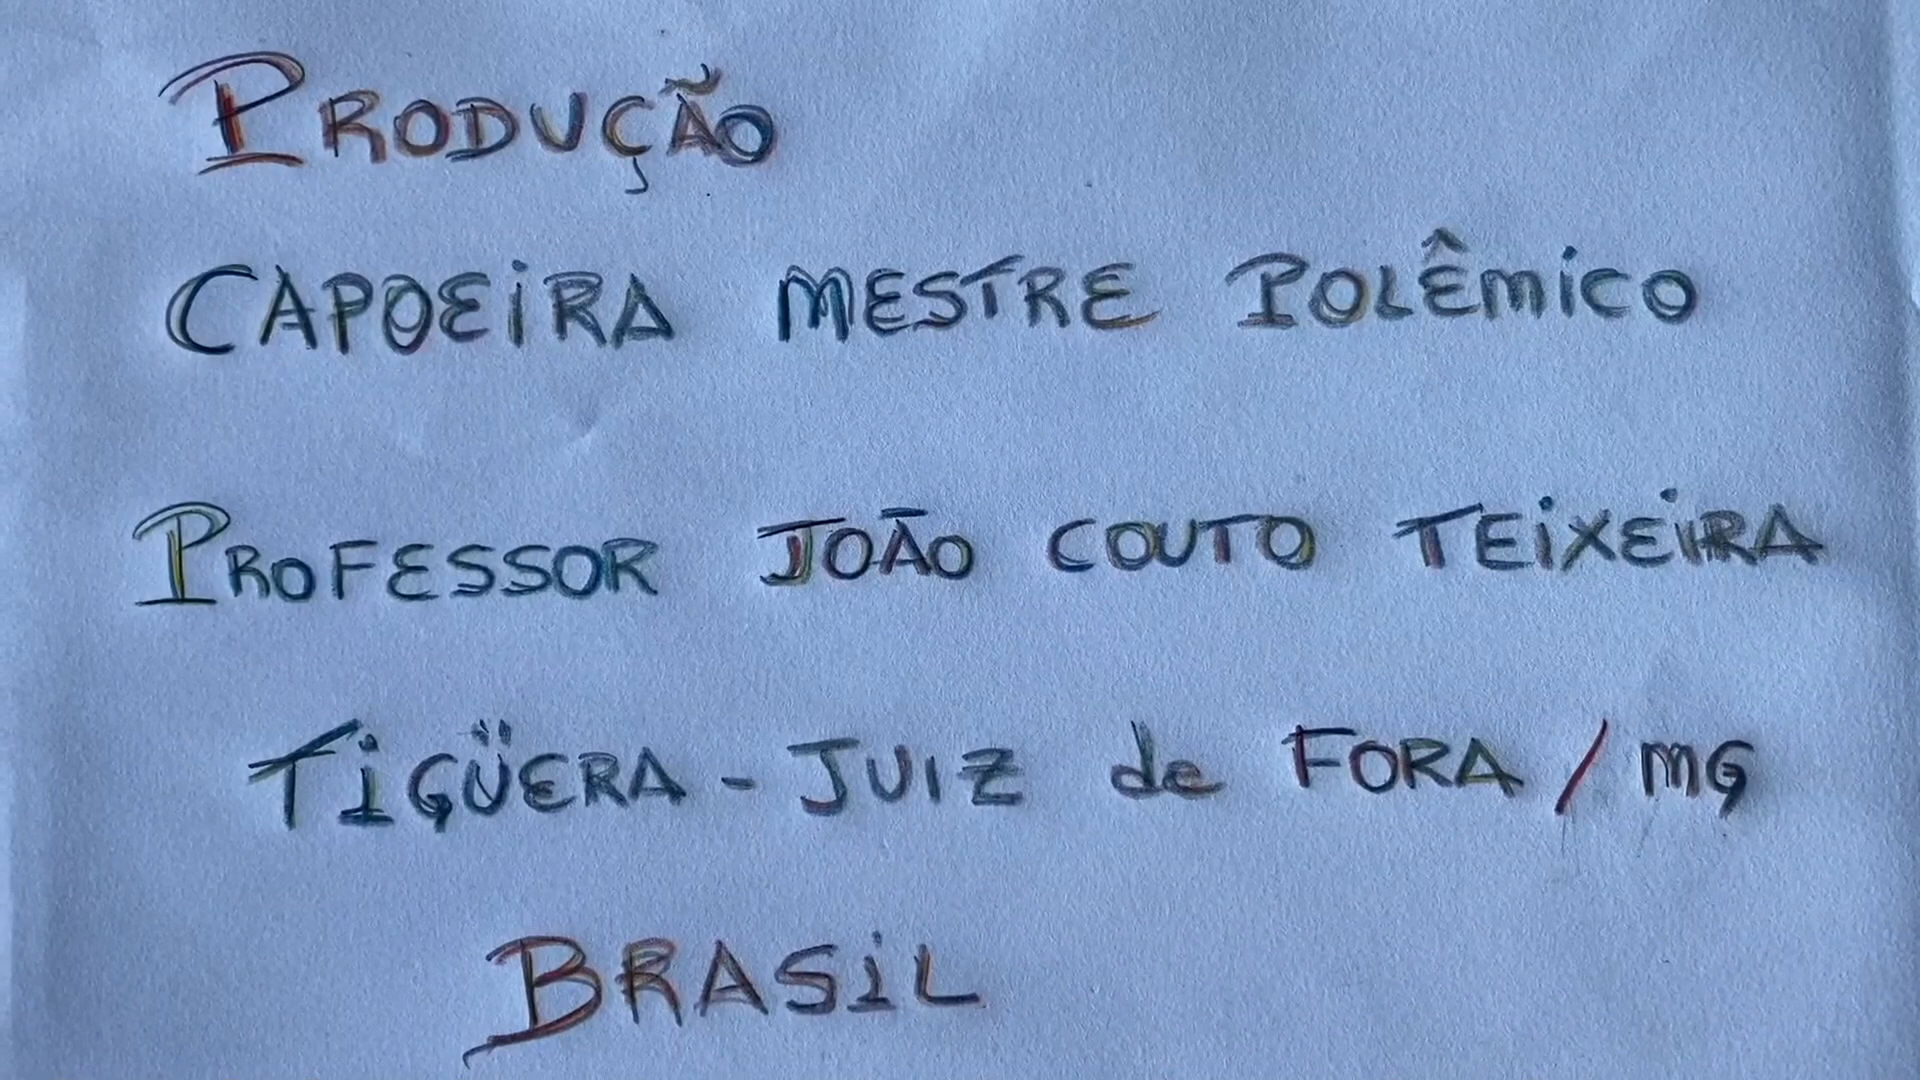 PRODUÇÃO
CAPOEIRA MESTRE POLÊMICO
PROFESSOR JOÃO COUTO TEIXEIRA
TIGÜERA - JUIZ de FORA / MG
BRASIL